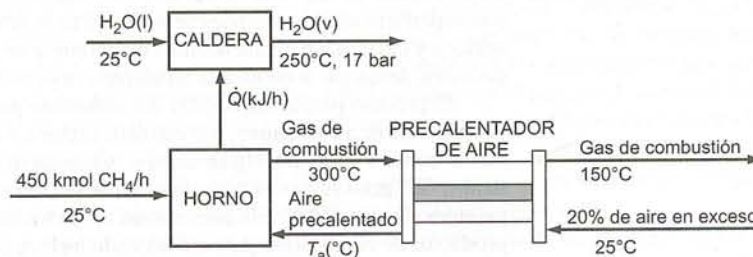 H₂O(l)
25°C
CALDERA
H₂O(v)
250°C, 17 bar
Q̇(kJ/h)
Gas de
combustión
300°C
PRECALENTADOR
DE AIRE
Gas de combustión
150°C
450 kmol CH₄/h
25°C
HORNO
Aire
precalentado
Tₐ(°C)
20% de aire en exceso
25°C